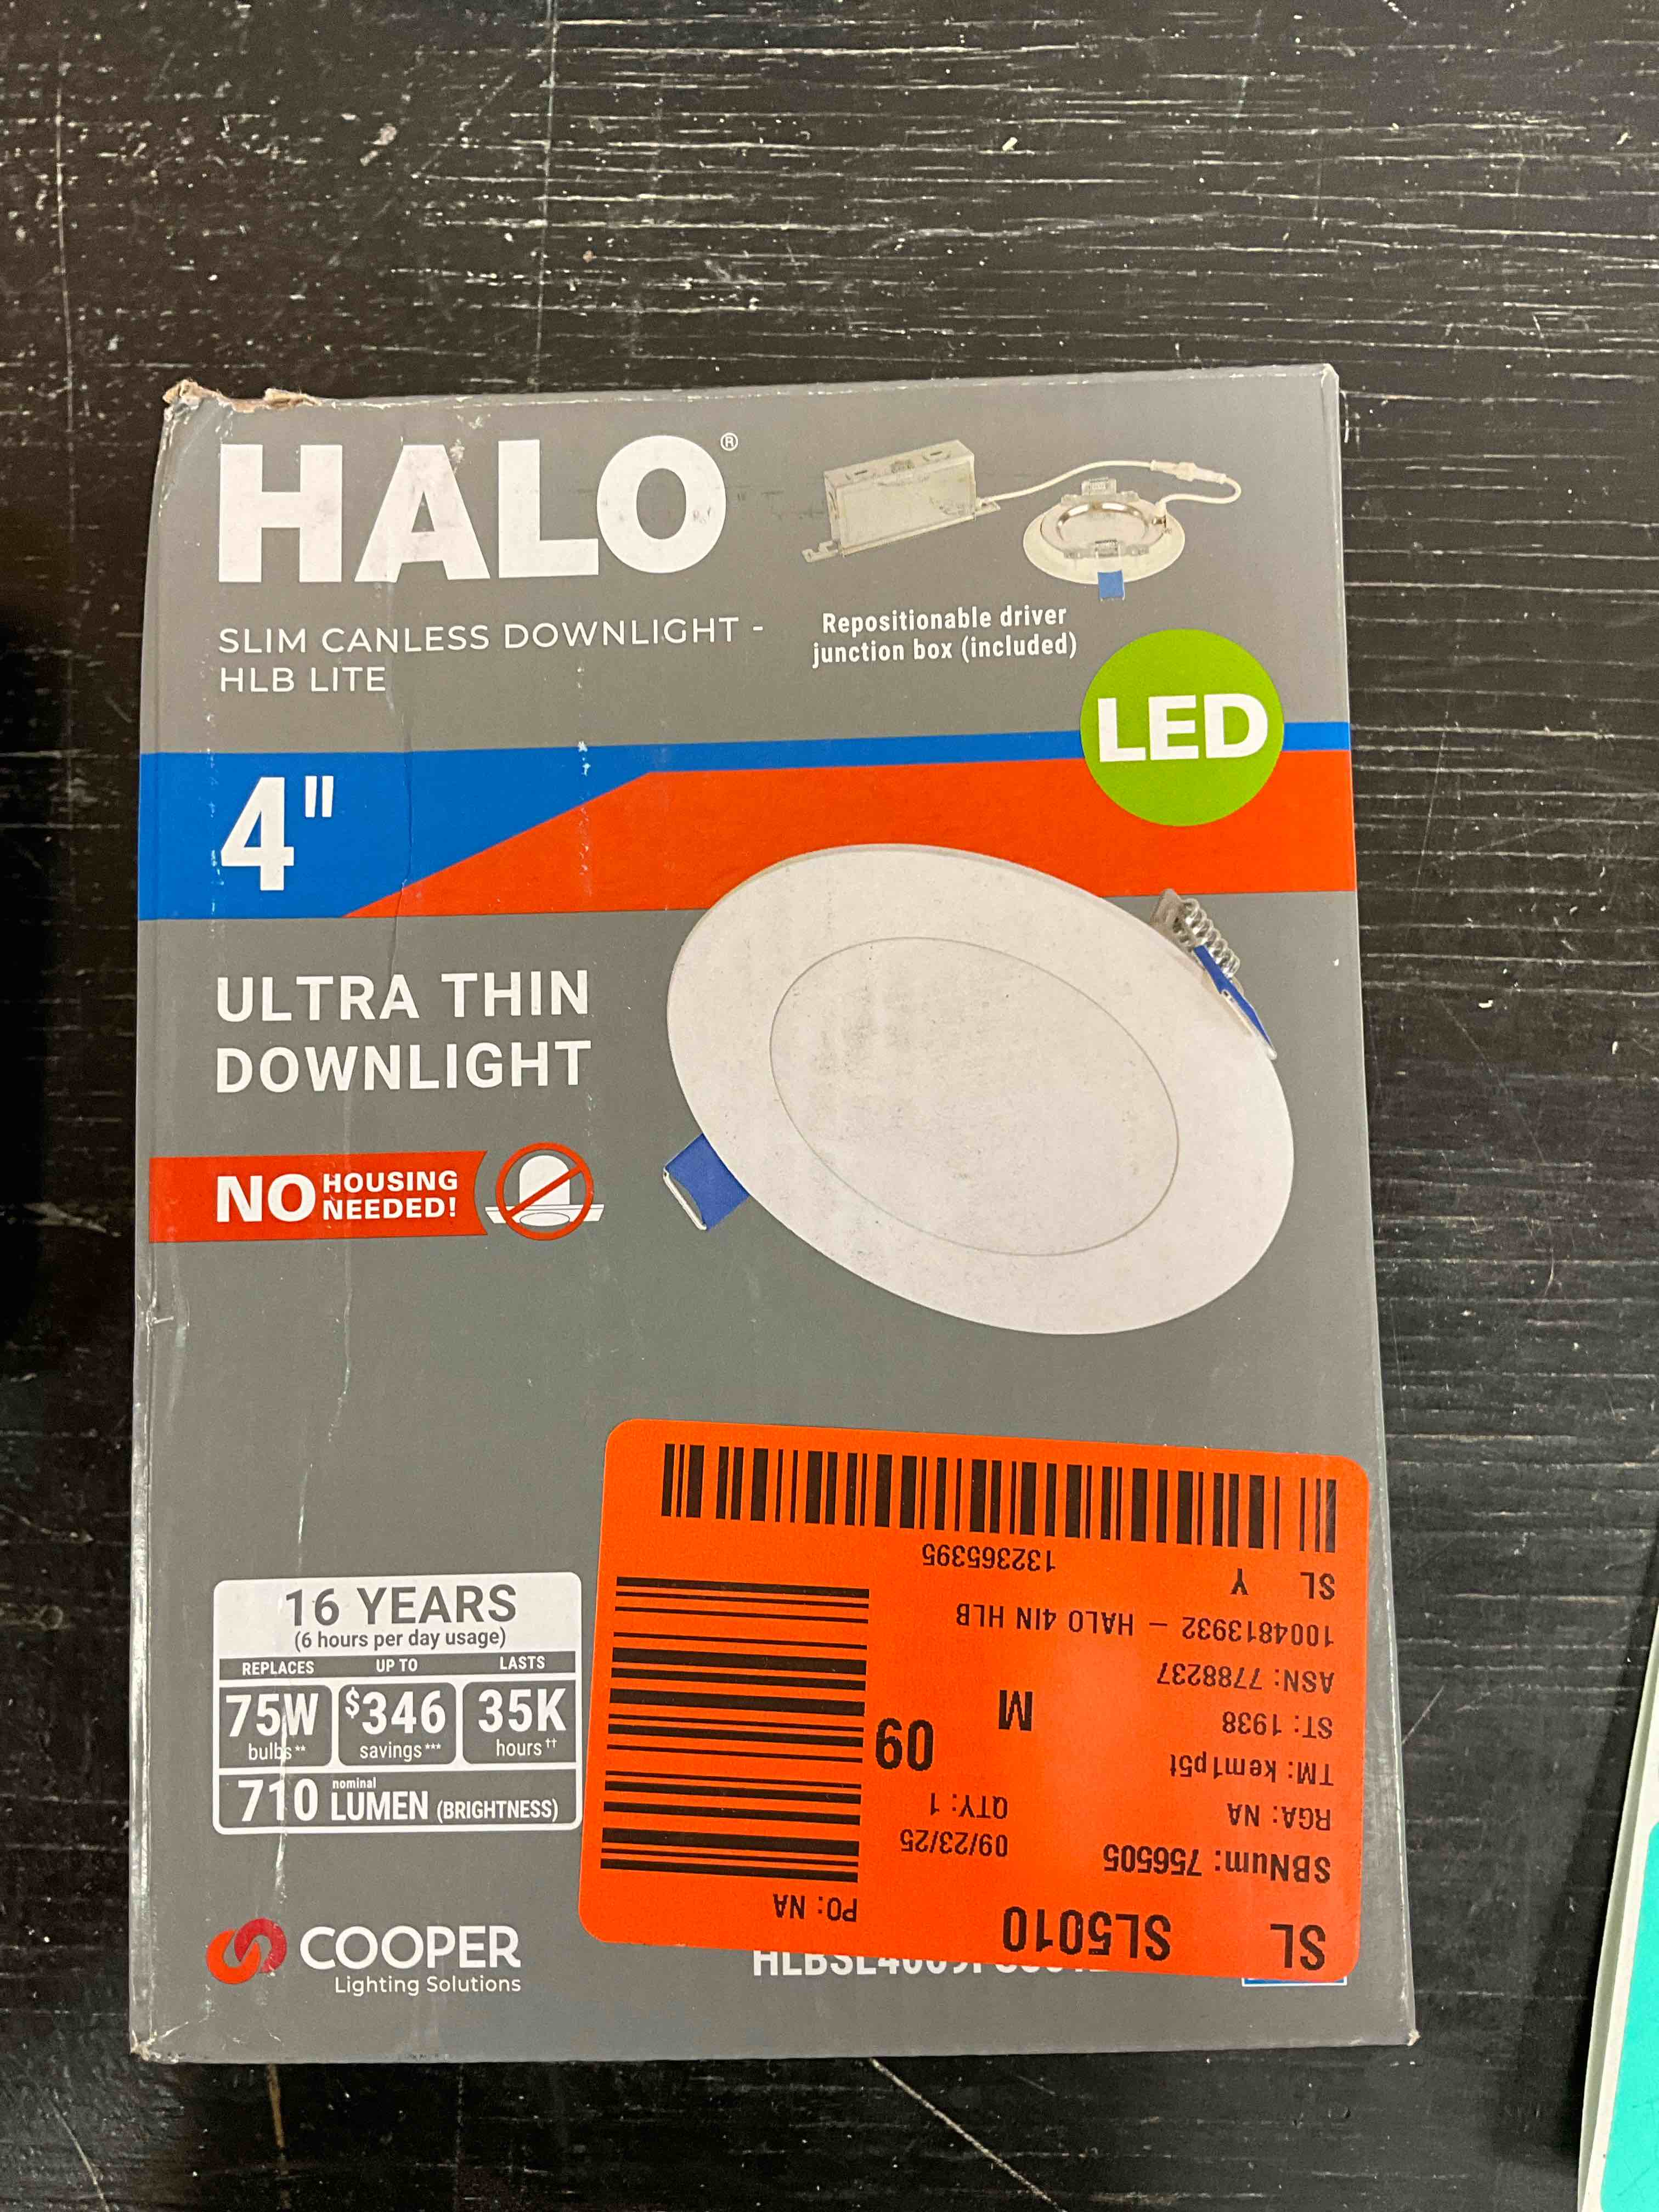 HALO®
SLIM CANLESS DOWNLIGHT -
HLB LITE
Repositionable driver
junction box (included)
LED
4"
ULTRA THIN
DOWNLIGHT
NO HOUSING
NEEDED!
16 YEARS
(6 hours per day usage)
REPLACES UP TO LASTS
75W $346 35K
bulbs** savings*** hours††
710 nominal
LUMEN (BRIGHTNESS)
COOPER
Lighting Solutions
SL SL5010
PO: NA
SBNum: 756505
09/23/25
RGA: NA
QTY: 1
TM: kem1p5t
09
ST: 1938
M
ASN: 7788237
1004813932 - HALO 4IN HLB
SL Y
132365395